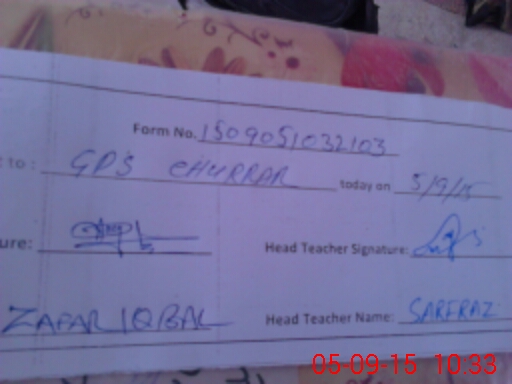 Form No. 1509051032103
to : GPS CHURRAR today on 5/9/15
ure: Head Teacher Signature:
ZAFAR IQBAL Head Teacher Name: SARFRAZ
05-09-15 10:33